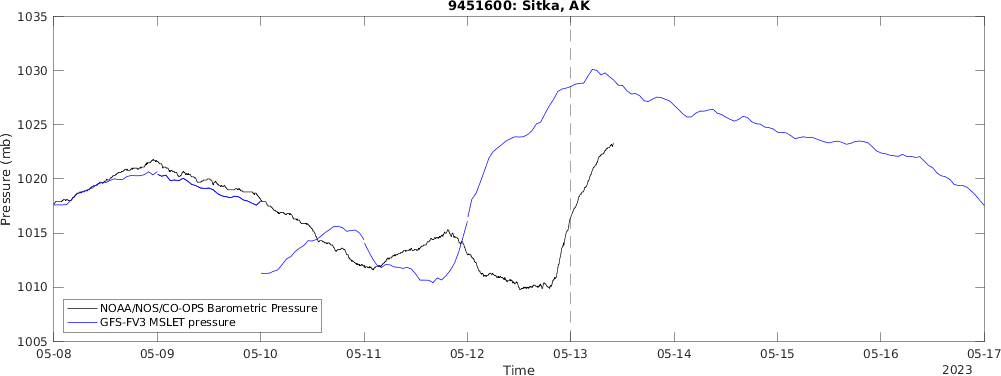 9451600: Sitka, AK
Pressure (mb)
1035
1030
1025
1020
1015
1010
1005
NOAA/NOS/CO-OPS Barometric Pressure
GFS-FV3 MSLET pressure
05-08 05-09 05-10 05-11 05-12 05-13 05-14 05-15 05-16 05-17
Time
2023